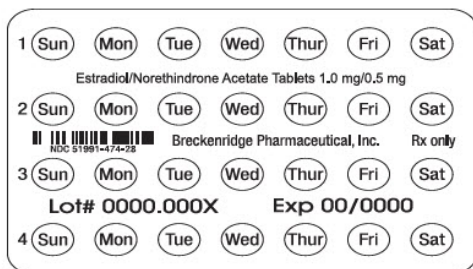 1 Sun Mon Tue Wed Thur Fri Sat
Estradiol/Norethindrone Acetate Tablets 1.0 mg/0.5 mg
2 Sun Mon Tue Wed Thur Fri Sat
NDC 51991-474-28 Breckenridge Pharmaceutical, Inc. Rx only
3 Sun Mon Tue Wed Thur Fri Sat
Lot# 0000.000X Exp 00/0000
4 Sun Mon Tue Wed Thur Fri Sat